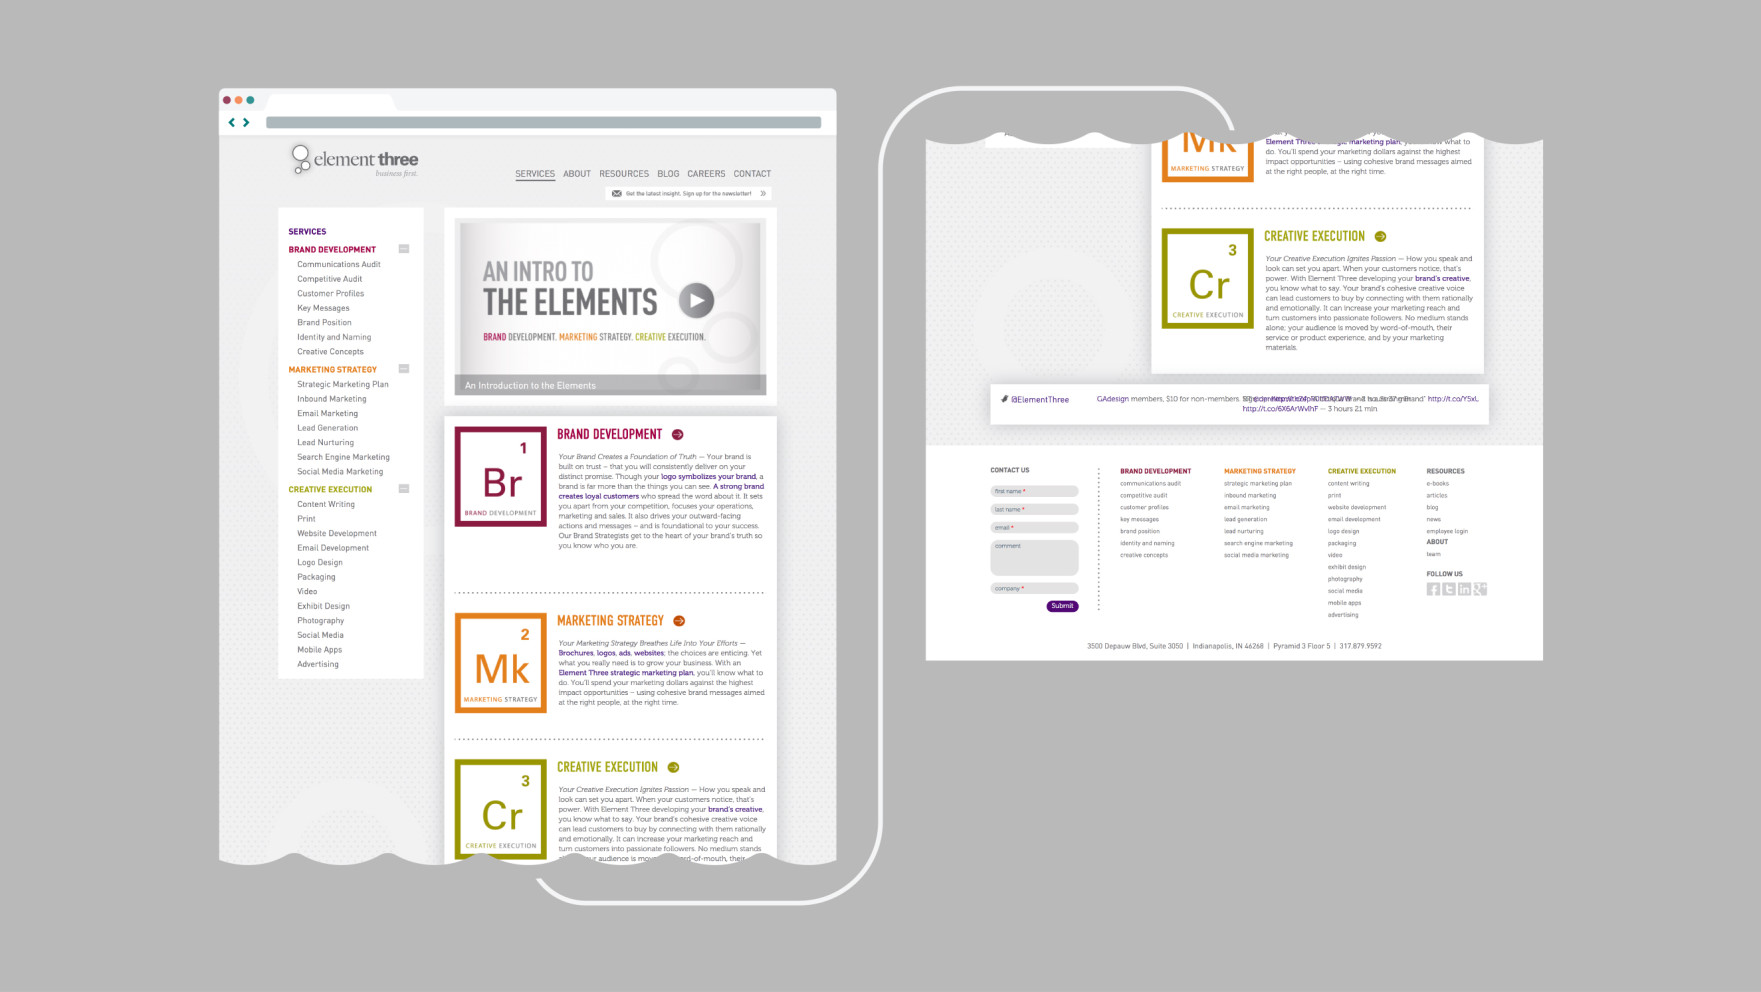 element three
business first.
SERVICES ABOUT RESOURCES BLOG CAREERS CONTACT
Get the latest insight. Sign up for the newsletter!
SERVICES
BRAND DEVELOPMENT
Communications Audit
Competitive Audit
Customer Profiles
Key Messages
Brand Position
Identity and Naming
Creative Concepts
MARKETING STRATEGY
Strategic Marketing Plan
Inbound Marketing
Email Marketing
Lead Generation
Lead Nurturing
Search Engine Marketing
Social Media Marketing
CREATIVE EXECUTION
Content Writing
Print
Website Development
Email Development
Logo Design
Packaging
Video
Exhibit Design
Photography
Social Media
Mobile Apps
Advertising
AN INTRO TO
THE ELEMENTS
BRAND DEVELOPMENT. MARKETING STRATEGY. CREATIVE EXECUTION.
An Introduction to the Elements
1
Br
BRAND DEVELOPMENT
BRAND DEVELOPMENT
Your Brand Creates a Foundation of Truth — Your brand is
built on trust – that you will consistently deliver on your
distinct promise. Though your logo symbolizes your brand, a
brand is far more than the things you can see. A strong brand
creates loyal customers who spread the word about it. It sets
you apart from your competition, focuses your operations,
marketing and sales. It also drives your outward-facing
actions and messages – and is foundational to your success.
Our Brand Strategists get to the heart of your brand's truth so
you know who you are.
2
Mk
MARKETING STRATEGY
MARKETING STRATEGY
Your Marketing Strategy Breathes Life Into Your Efforts —
Brochures, logos, ads, websites; the choices are enticing. Yet
what you really need is to grow your business. With an
Element Three strategic marketing plan, you'll know what to
do. You'll spend your marketing dollars against the highest
impact opportunities – using cohesive brand messages aimed
at the right people, at the right time.
3
Cr
CREATIVE EXECUTION
CREATIVE EXECUTION
Your Creative Execution Ignites Passion — How you speak and
look can set you apart. When your customers notice, that's
power. With Element Three developing your brand's creative,
you know what to say. Your brand's cohesive creative voice
can lead customers to buy by connecting with them rationally
and emotionally. It can increase your marketing reach and
turn customers into passionate followers. No medium stands
audience is mov rd-of-mouth, their
Mk
MARKETING STRATEGY
Element Three marketing plan, what to
do. You'll spend your marketing dollars against the highest
impact opportunities – using cohesive brand messages aimed
at the right people, at the right time.
3
Cr
CREATIVE EXECUTION
CREATIVE EXECUTION
Your Creative Execution Ignites Passion — How you speak and
look can set you apart. When your customers notice, that's
power. With Element Three developing your brand's creative,
you know what to say. Your brand's cohesive creative voice
can lead customers to buy by connecting with them rationally
and emotionally. It can increase your marketing reach and
turn customers into passionate followers. No medium stands
alone; your audience is moved by word-of-mouth, their
service or product experience, and by your marketing
materials.
@ElementThree
GAdesign members, $10 for non-members. http://t.co/Y5xL
http://t.co/6X6ArWvlhF — 3 hours 21 min
CONTACT US
first name *
last name *
email *
comment
company *
Submit
BRAND DEVELOPMENT
communications audit
competitive audit
customer profiles
key messages
brand position
identity and naming
creative concepts
MARKETING STRATEGY
strategic marketing plan
inbound marketing
email marketing
lead generation
lead nurturing
search engine marketing
social media marketing
CREATIVE EXECUTION
content writing
print
website development
email development
logo design
packaging
video
exhibit design
photography
social media
mobile apps
advertising
RESOURCES
e-books
articles
blog
news
employee login
ABOUT
team
FOLLOW US
3500 Depauw Blvd, Suite 3050 | Indianapolis, IN 46268 | Pyramid 3 Floor 5 | 317.879.9592